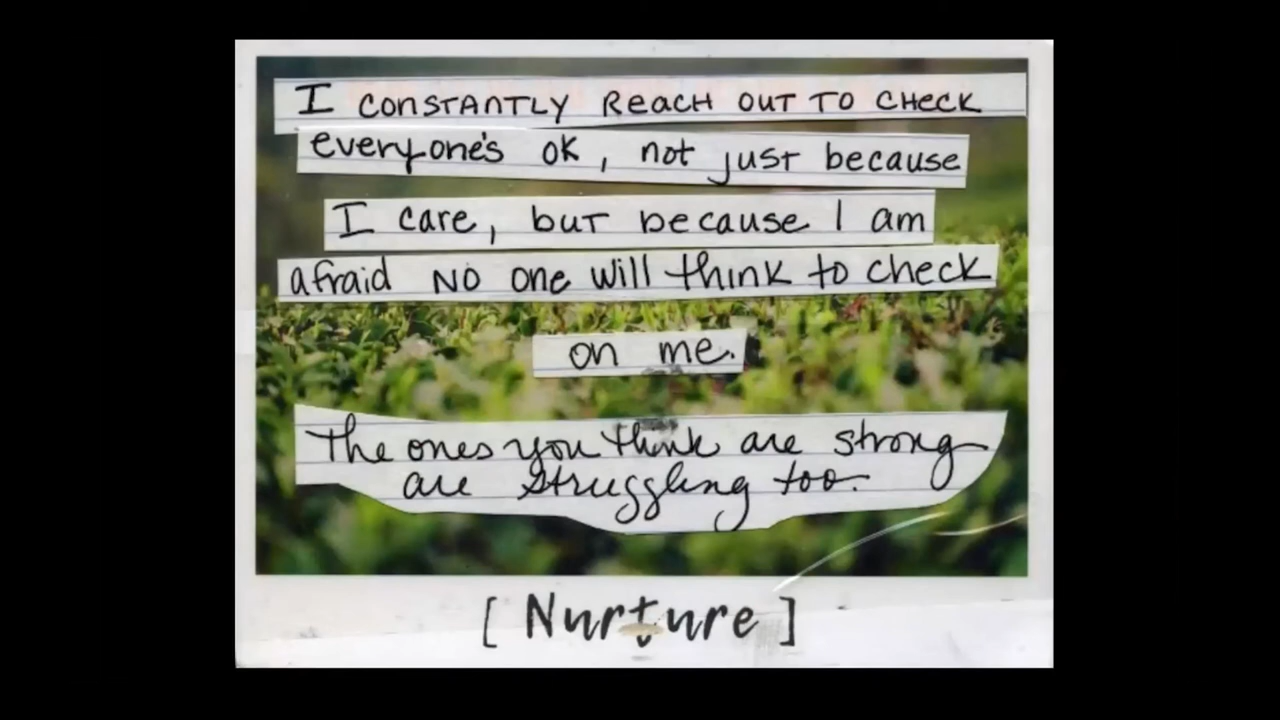 I CONSTANTLY REACH OUT TO CHECK
everyone's OK, not just because
I care, but because I am
afraid NO one will think to check
on me.
The ones you think are strong
are struggling too.
[ Nurture ]